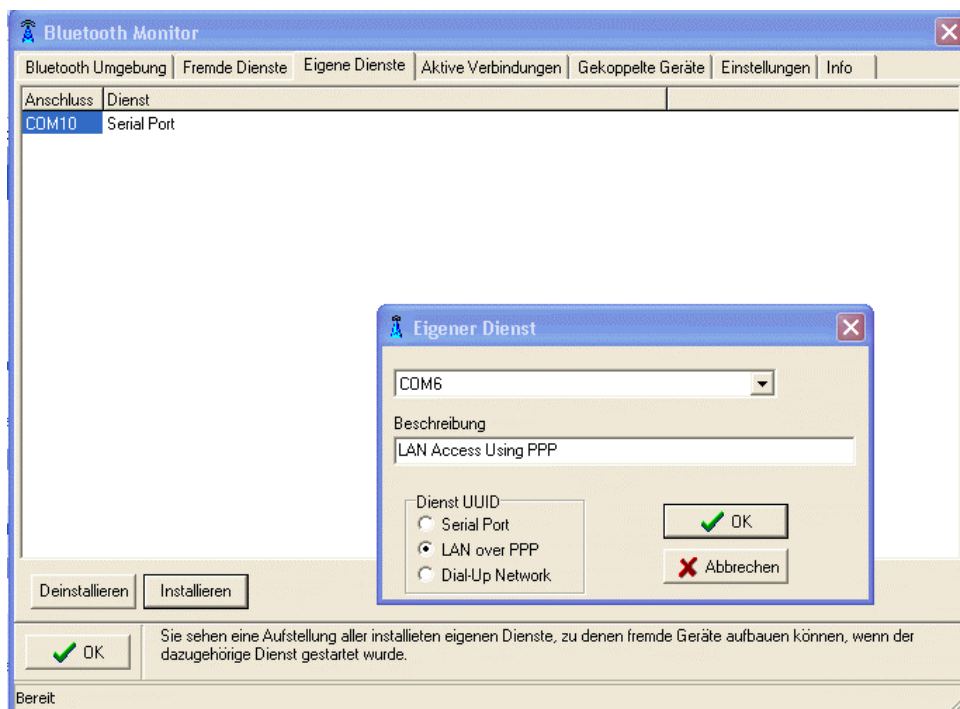 Bluetooth Monitor
Bluetooth Umgebung Fremde Dienste Eigene Dienste Aktive Verbindungen Gekoppelte Geräte Einstellungen Info
Anschluss Dienst
COM10 Serial Port
Eigener Dienst
COM6
Beschreibung
LAN Access Using PPP
Dienst UUID
Serial Port
LAN over PPP
Dial-Up Network
OK
Abbrechen
Deinstallieren Installieren
OK
Sie sehen eine Aufstellung aller installieten eigenen Dienste, zu denen fremde Geräte aufbauen können, wenn der
dazugehörige Dienst gestartet wurde.
Bereit